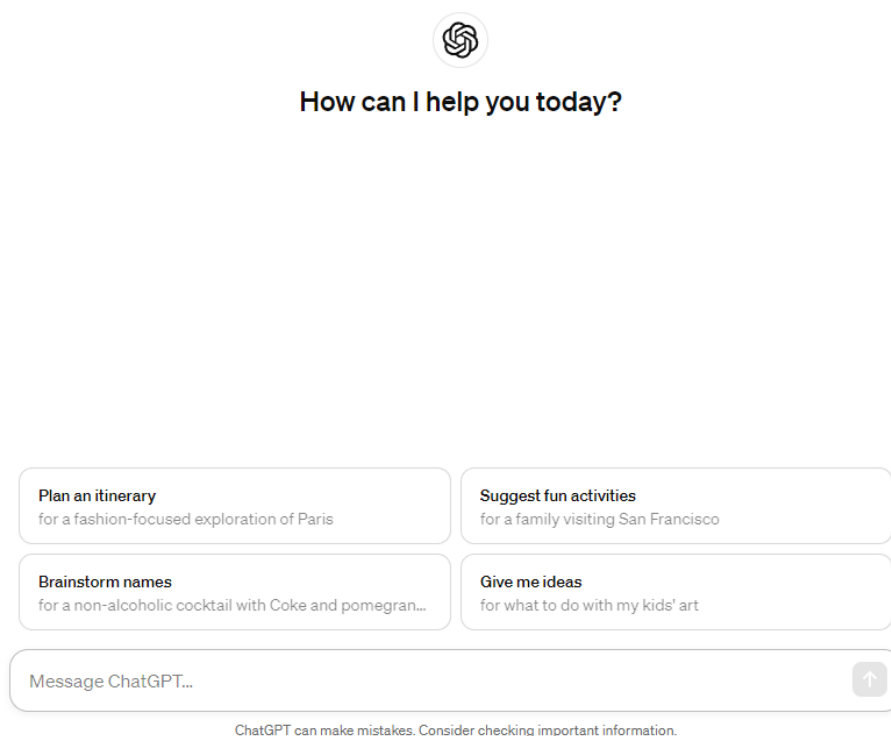 How can I help you today?
Plan an itinerary
for a fashion-focused exploration of Paris
Suggest fun activities
for a family visiting San Francisco
Brainstorm names
for a non-alcoholic cocktail with Coke and pomegran...
Give me ideas
for what to do with my kids' art
Message ChatGPT...
ChatGPT can make mistakes. Consider checking important information.